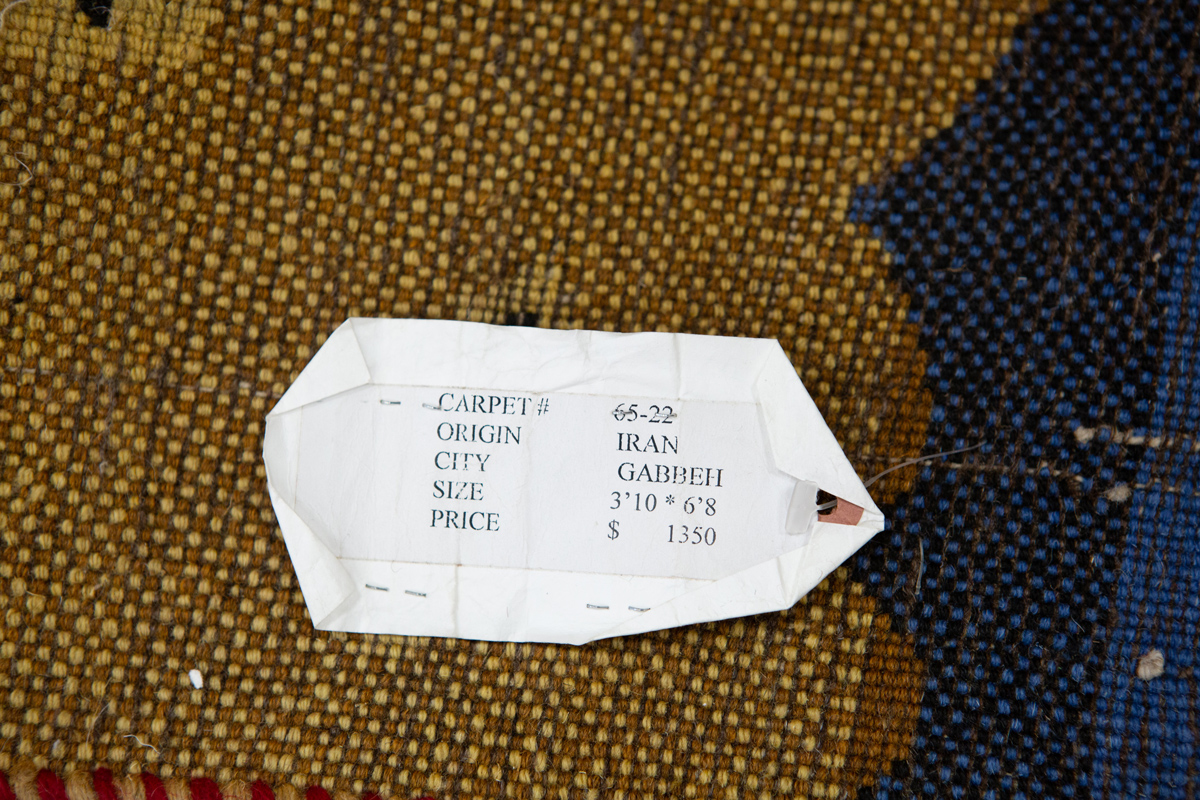 CARPET # 65-22
ORIGIN IRAN
CITY GABBEH
SIZE 3'10 * 6'8
PRICE $ 1350